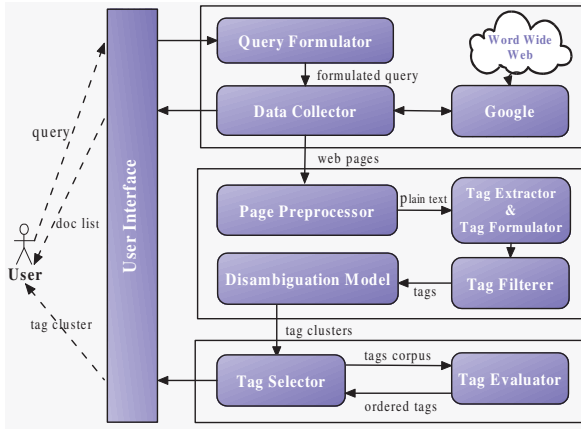 Word Wide
Web
Query Formulator
formulated query
Data Collector
Google
query
doc list
User
tag cluster
User Interface
web pages
Page Preprocessor
plain text
Tag Extractor
&
Tag Formulator
Disambiguation Model
tags
Tag Filterer
tag clusters
Tag Selector
tags corpus
ordered tags
Tag Evaluator